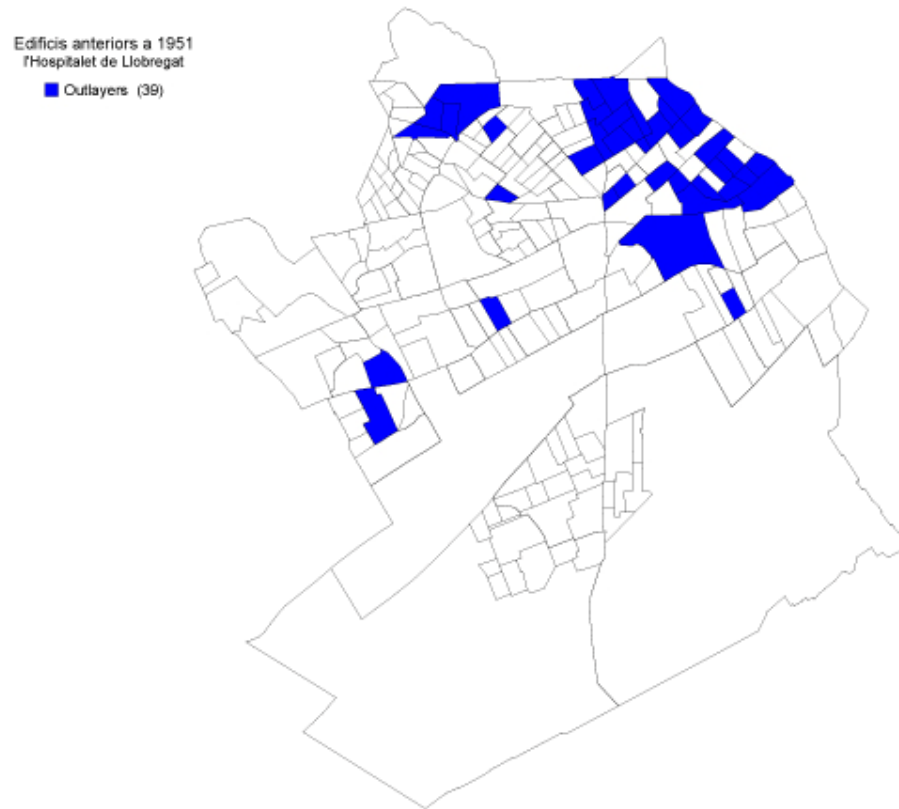 Edificis anteriors a 1951
l'Hospitalet de Llobregat
Outlayers (39)